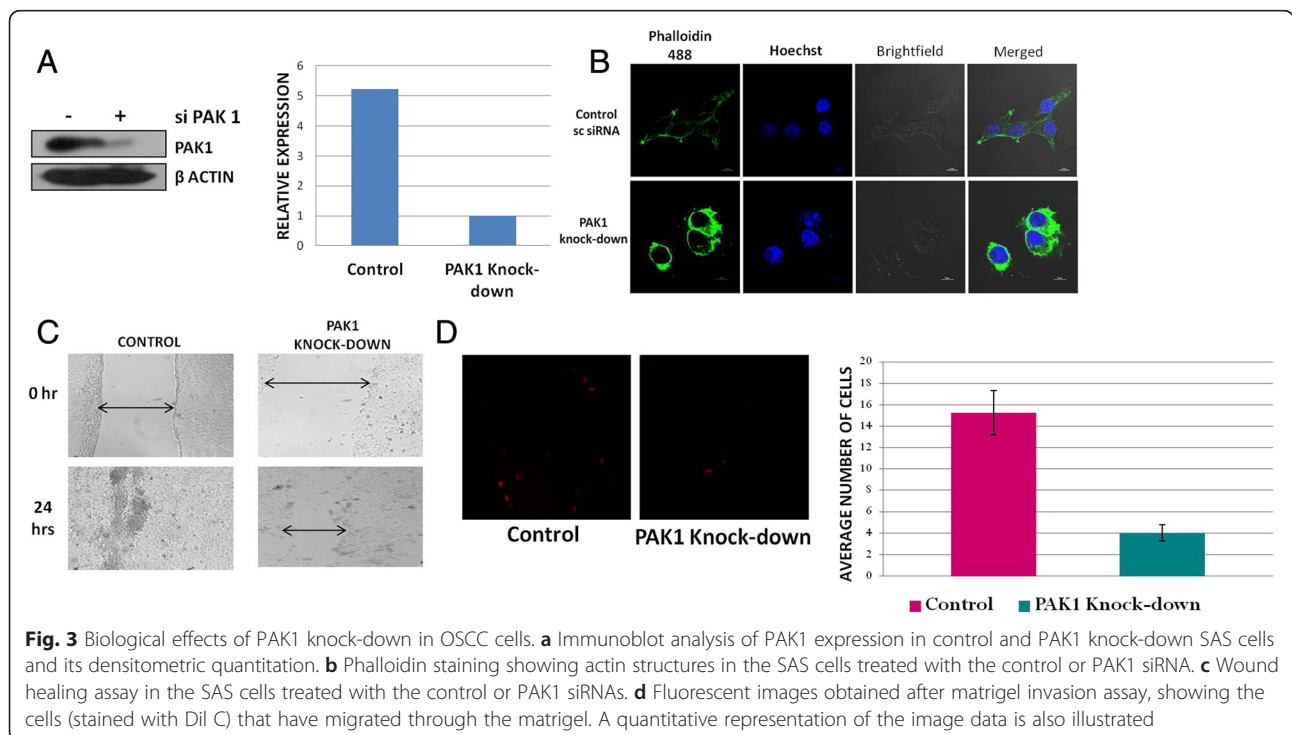 A
- + si PAK 1
PAK1
β ACTIN
RELATIVE EXPRESSION
6
5
4
3
2
1
0
Control
PAK1 Knock-
down
B
Phalloidin
488
Hoechst
Brightfield
Merged
Control
sc siRNA
PAK1
knock-down
C
CONTROL
PAK1
KNOCK-DOWN
0 hr
24
hrs
D
Control
PAK1 Knock-down
AVERAGE NUMBER OF CELLS
20
18
16
14
12
10
8
6
4
2
0
Control
PAK1 Knock-down
Fig. 3 Biological effects of PAK1 knock-down in OSCC cells. a Immunoblot analysis of PAK1 expression in control and PAK1 knock-down SAS cells
and its densitometric quantitation. b Phalloidin staining showing actin structures in the SAS cells treated with the control or PAK1 siRNA. c Wound
healing assay in the SAS cells treated with the control or PAK1 siRNAs. d Fluorescent images obtained after matrigel invasion assay, showing the
cells (stained with Dil C) that have migrated through the matrigel. A quantitative representation of the image data is also illustrated